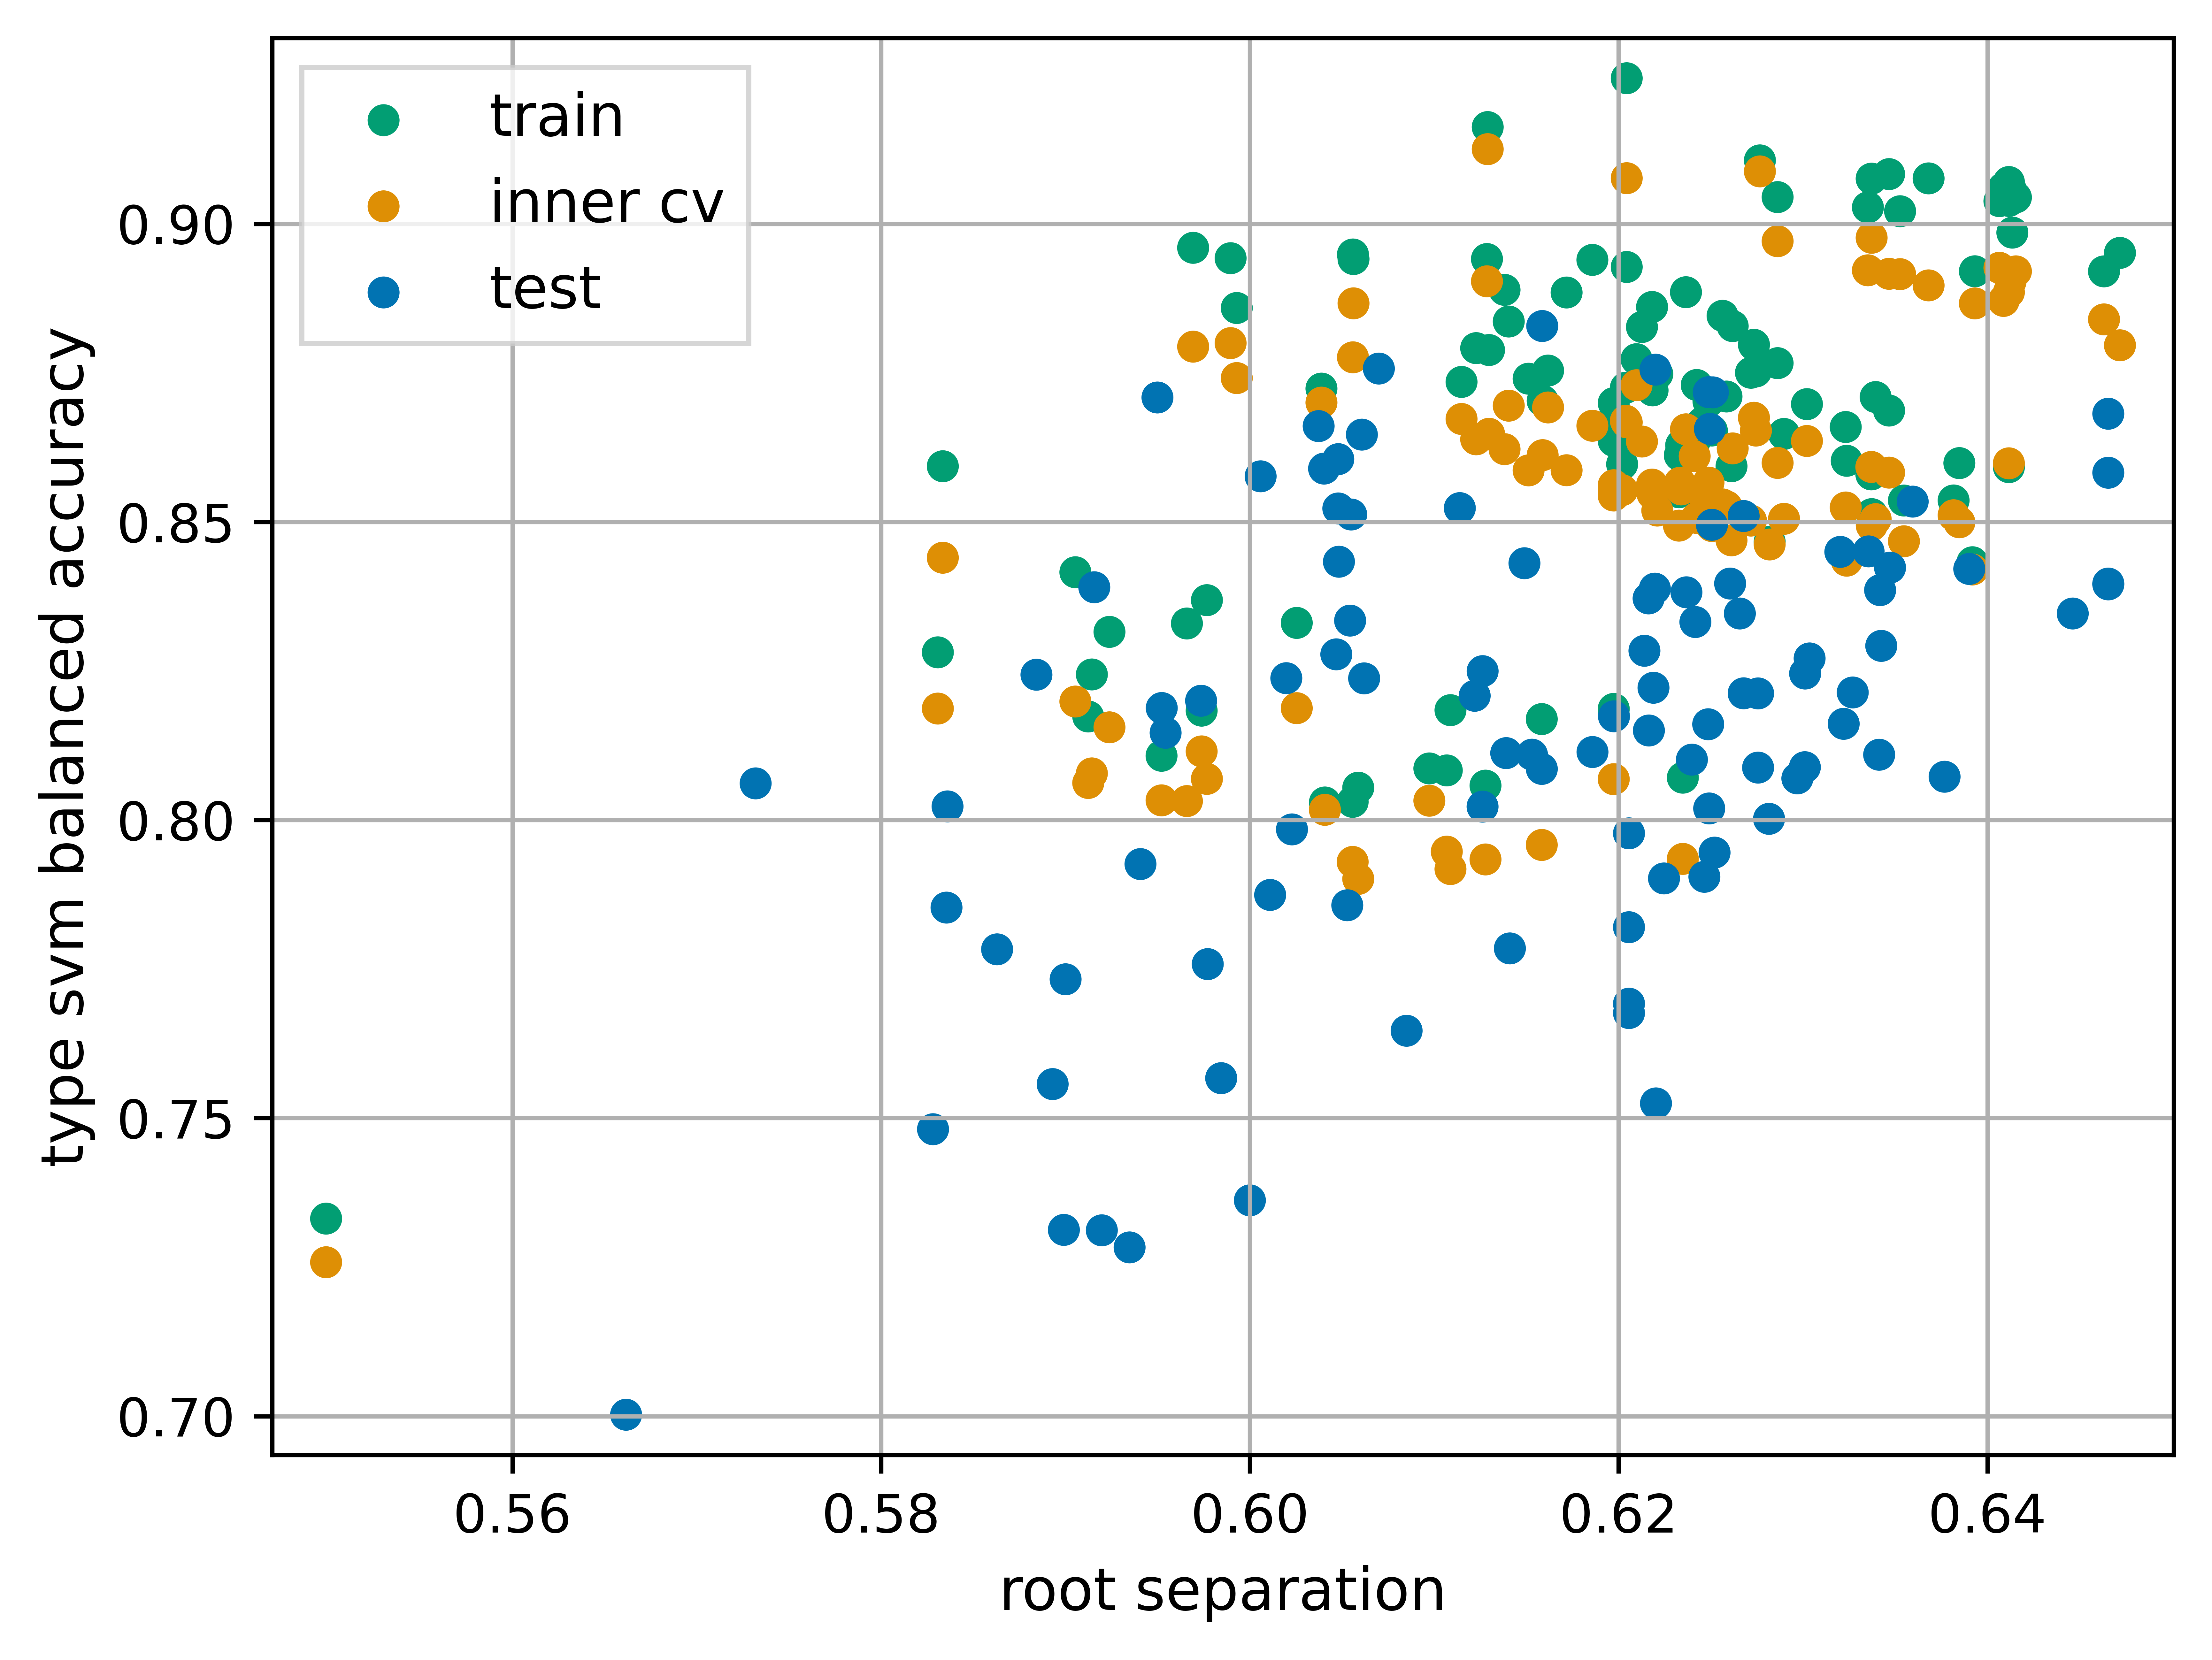 train
inner cv
test
type svm balanced accuracy
0.90
0.85
0.80
0.75
0.70
0.56 0.58 0.60 0.62 0.64
root separation